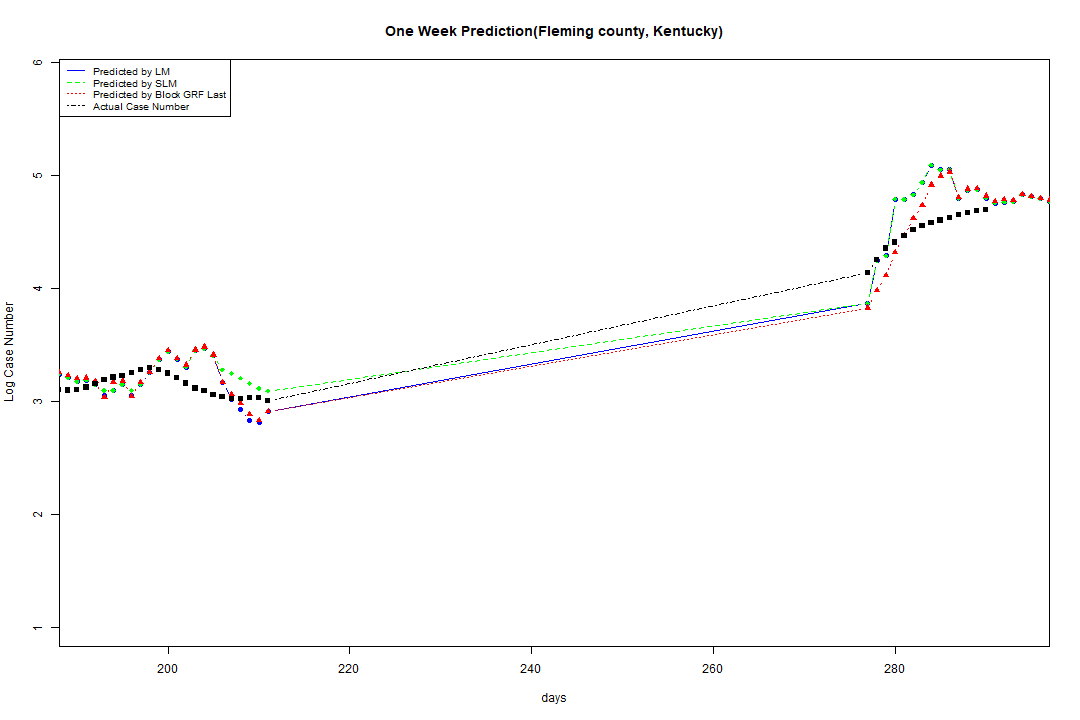 One Week Prediction(Fleming county, Kentucky)
Predicted by LM
Predicted by SLM
Predicted by Block GRF Last
Actual Case Number
6
5
4
3
2
1
Log Case Number
200
220
240
260
280
days